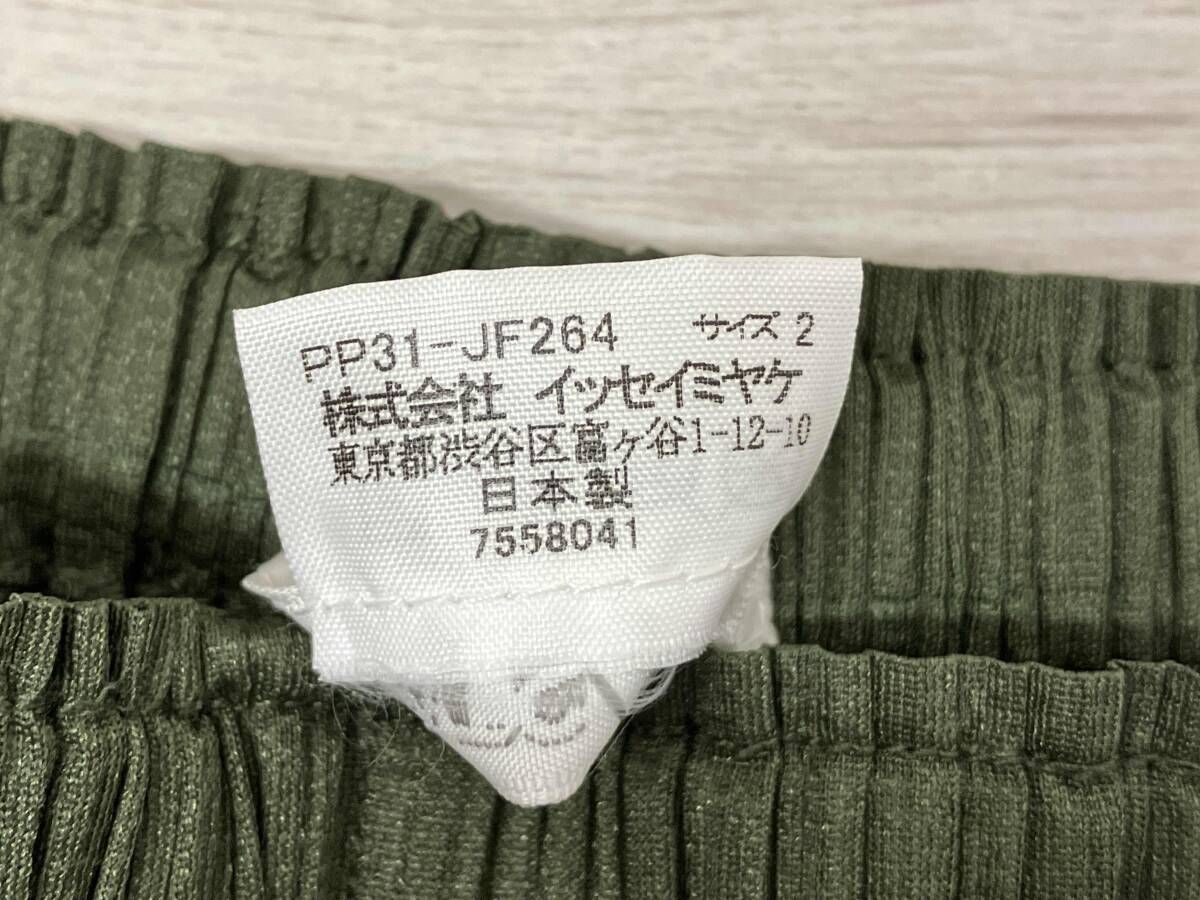 PP31-JF264 サイズ 2
株式会社 イッセイミヤケ
東京都渋谷区富ヶ谷1-12-10
日本製
7558041